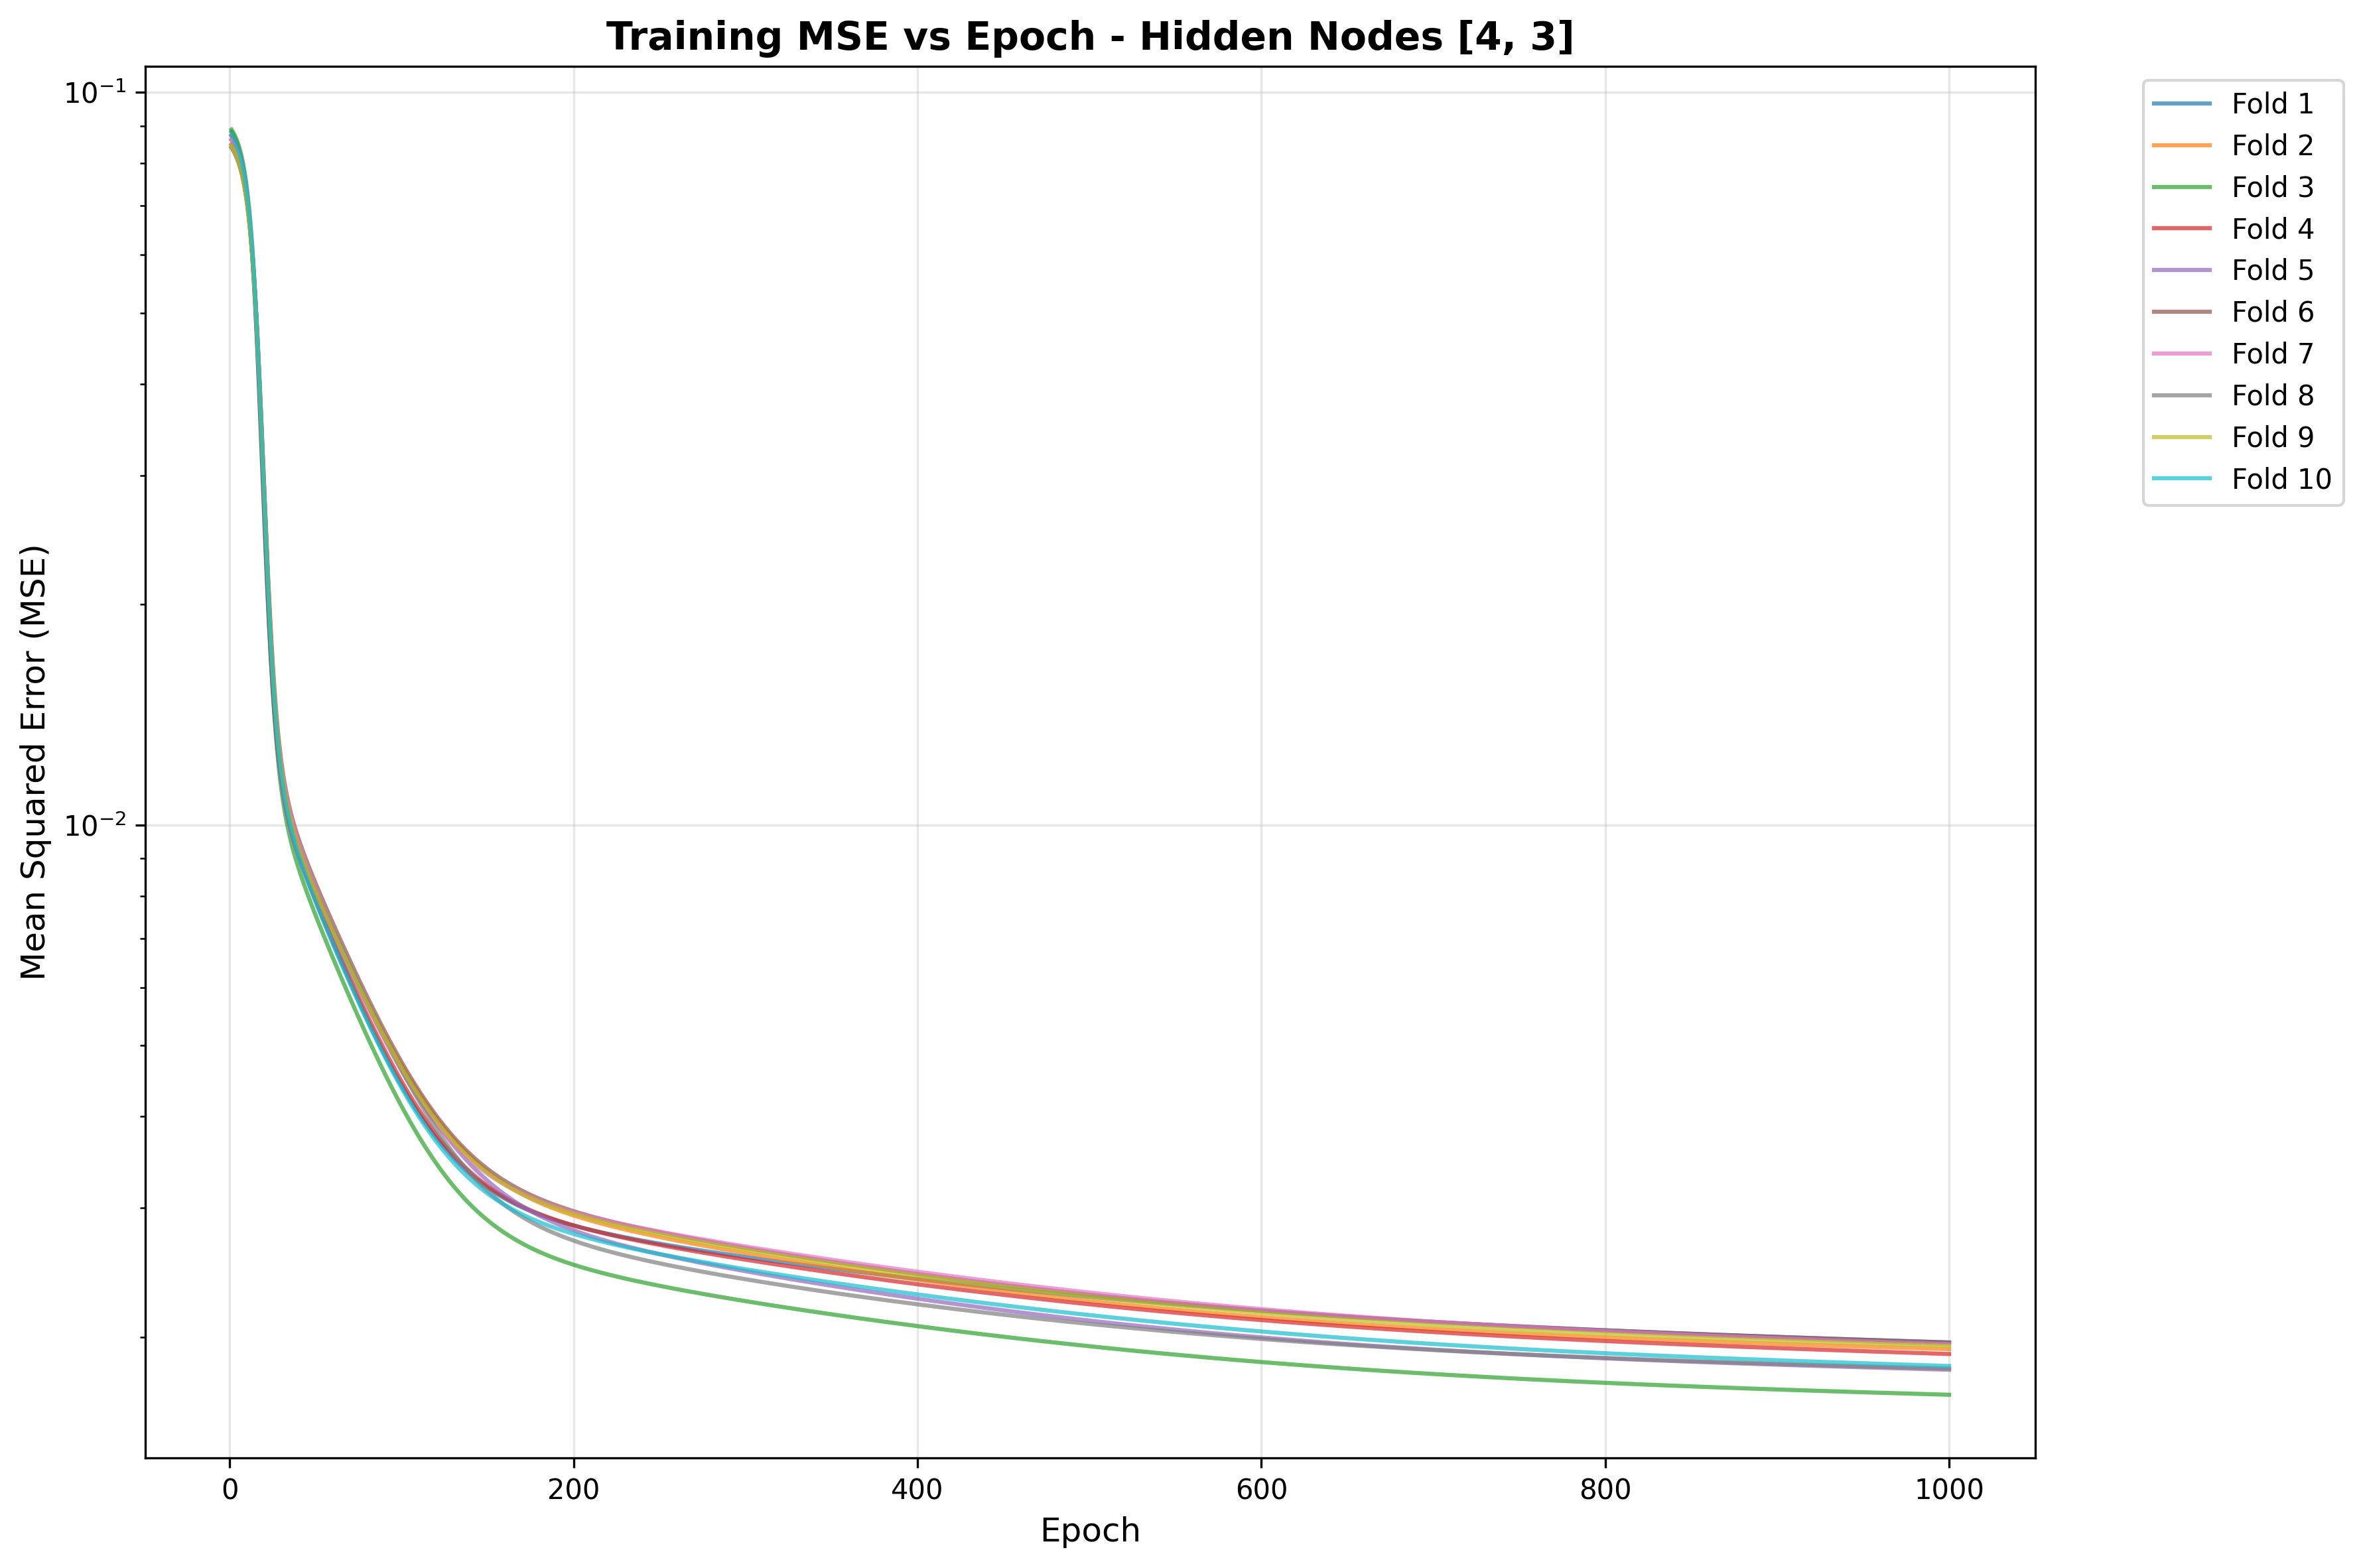 Training MSE vs Epoch - Hidden Nodes [4, 3]
Mean Squared Error (MSE)
10⁻¹
10⁻²
0 200 400 600 800 1000
Epoch
Fold 1
Fold 2
Fold 3
Fold 4
Fold 5
Fold 6
Fold 7
Fold 8
Fold 9
Fold 10